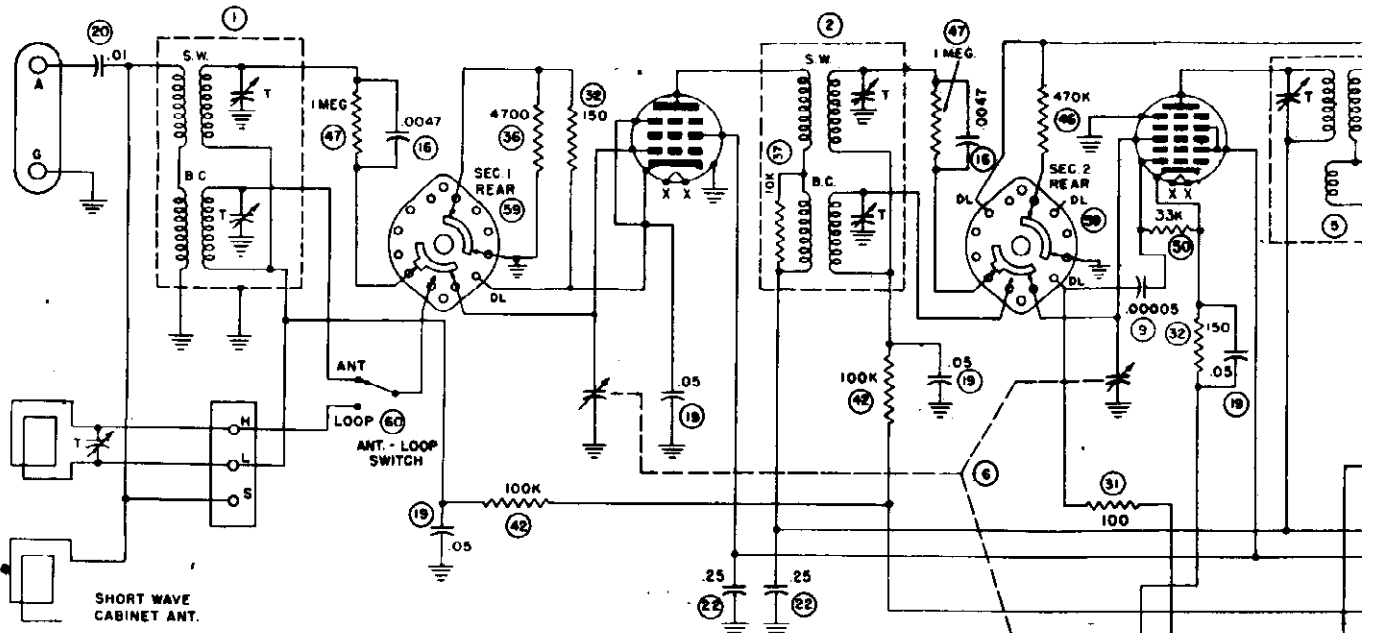 20
.01
A
G
1
S.W.
T
B.C.
T
1 MEG
47
.0047
16
4700
36
32
150
SEC. 1
REAR
59
DL
X X
2
S.W.
T
37
10K
B.C.
T
47
1 MEG.
.0047
16
470K
46
DL
SEC. 2
REAR
DL
DL
X X
33K
50
.00005
9
32
150
.05
19
T
5
ANT
LOOP
60
ANT. - LOOP
SWITCH
T
H
L
S
.05
19
100K
42
.05
19
6
100K
42
19
.05
31
100
.25
22
.25
22
SHORT WAVE
CABINET ANT.